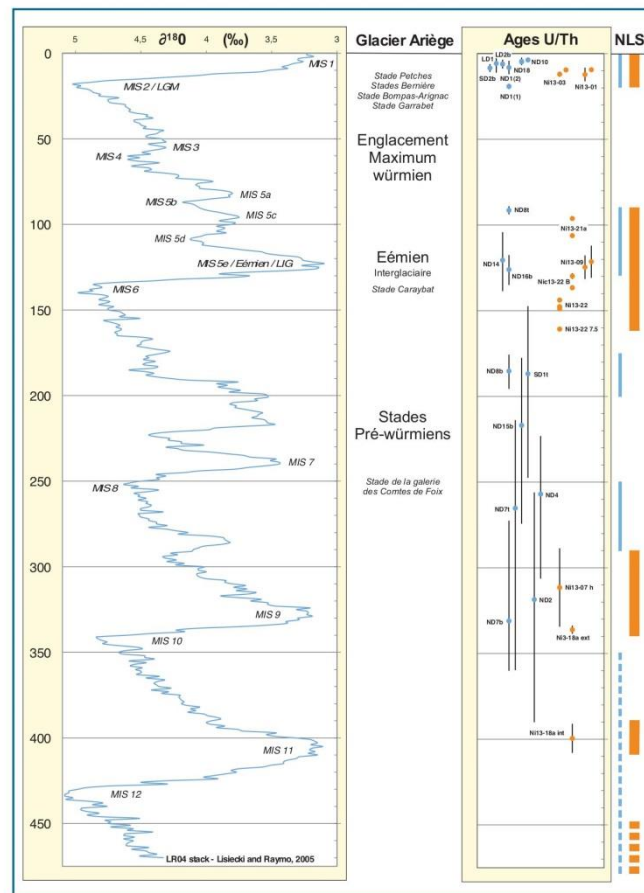 ∂18O (‰)
Glacier Ariège
Ages U/Th
NLS
5 4,5 4 3,5 3
0
50
100
150
200
250
300
350
400
450
MIS 1
MIS 2 / LGM
MIS 3
MIS 4
MIS 5a
MIS 5b
MIS 5c
MIS 5d
MIS 5e / Eémien / LIG
MIS 6
MIS 7
MIS 8
MIS 9
MIS 10
MIS 11
MIS 12
LR04 stack - Lisiecki and Raymo, 2005
Stade Petches
Stades Bernière
Stade Bompas-Arignac
Stade Garrabet
Englacement
Maximum
würmien
Eémien
Interglaciaire
Stade Caraybat
Stades
Pré-würmiens
Stade de la galerie
des Comtes de Foix
LD2b
LD1
ND10
ND18
SD2b
ND1(2)
Ni13-03
Ni13-01
ND1(1)
ND8t
Ni13-21a
ND14
Ni13-09
ND16b
Nic13-22 B
Ni13-22
Ni13-22 7.5
ND8b
SD1t
ND15b
ND4
ND7t
Ni13-07 h
ND2
ND7b
Ni3-18a ext
Ni13-18a int